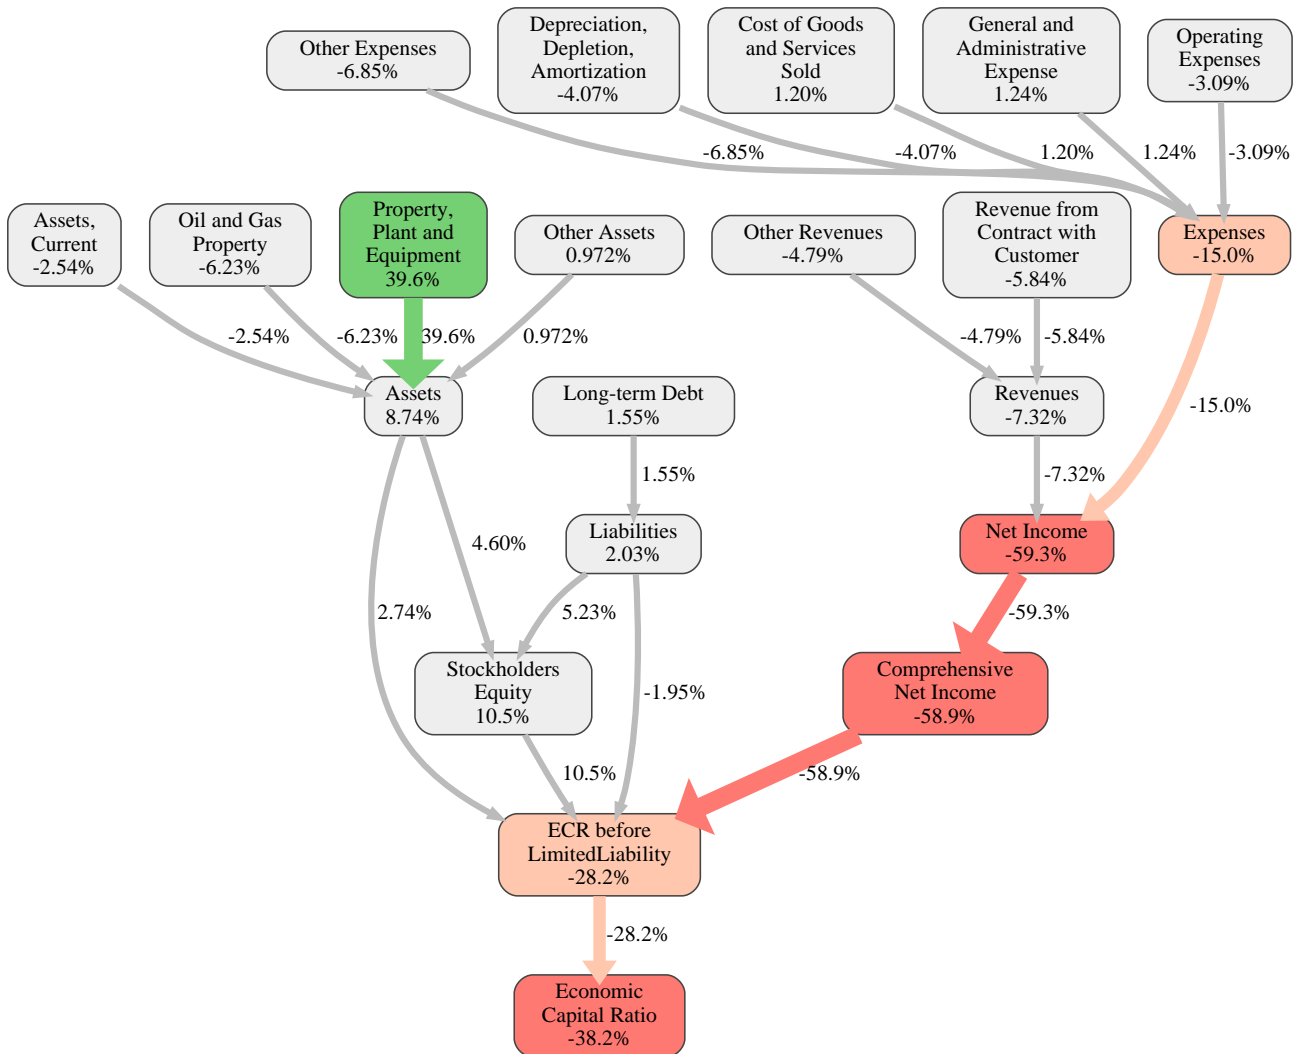 Other Expenses
-6.85%
Depreciation,
Depletion,
Amortization
-4.07%
Cost of Goods
and Services
Sold
1.20%
General and
Administrative
Expense
1.24%
Operating
Expenses
-3.09%
-6.85%
-4.07%
1.20%
1.24%
-3.09%
Assets,
Current
-2.54%
Oil and Gas
Property
-6.23%
Property,
Plant and
Equipment
39.6%
Other Assets
0.972%
Other Revenues
-4.79%
Revenue from
Contract with
Customer
-5.84%
Expenses
-15.0%
-2.54%
-6.23%
39.6%
0.972%
-4.79%
-5.84%
-15.0%
Assets
8.74%
Long-term Debt
1.55%
Revenues
-7.32%
1.55%
-7.32%
4.60%
Liabilities
2.03%
Net Income
-59.3%
2.74%
5.23%
-59.3%
-1.95%
Stockholders
Equity
10.5%
Comprehensive
Net Income
-58.9%
10.5%
-58.9%
ECR before
LimitedLiability
-28.2%
-28.2%
Economic
Capital Ratio
-38.2%